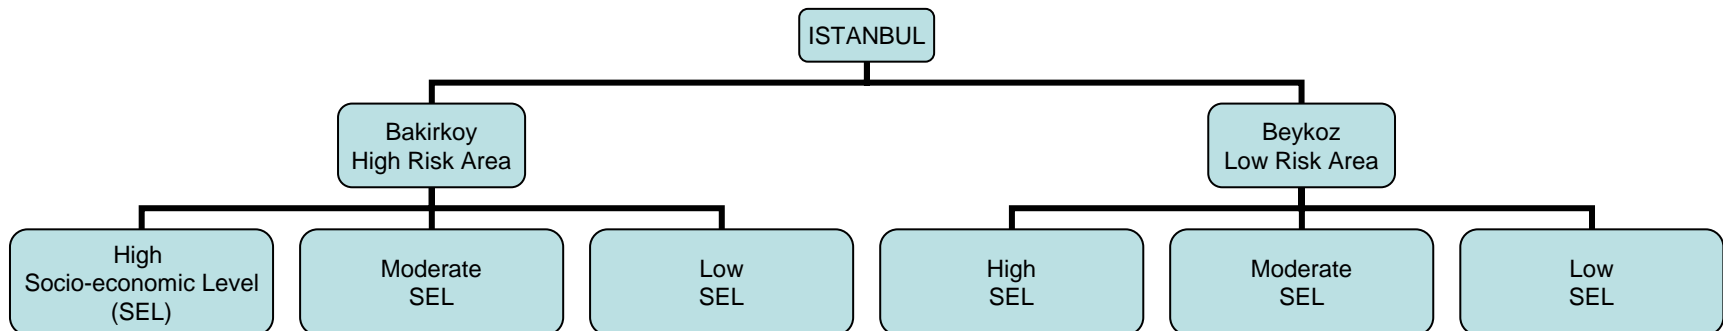 ISTANBUL
Bakirkoy
High Risk Area
Beykoz
Low Risk Area
High
Socio-economic Level
(SEL)
Moderate
SEL
Low
SEL
High
SEL
Moderate
SEL
Low
SEL